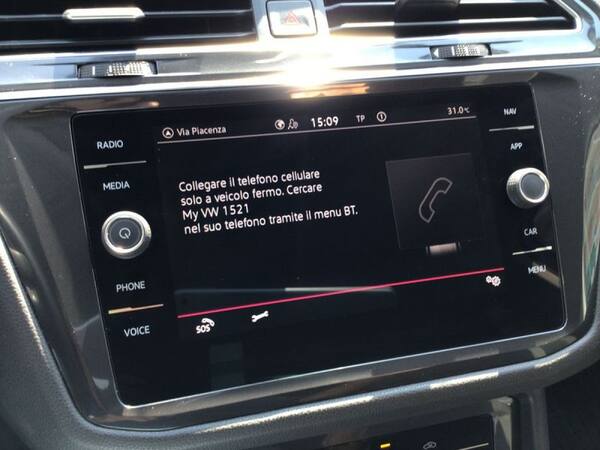 RADIO
MEDIA
PHONE
VOICE
Via Piacenza
15:09
TP
31.0°C
Collegare il telefono cellulare
solo a veicolo fermo. Cercare
My VW 1521
nel suo telefono tramite il menu BT.
SOS
NAV
APP
CAR
MENU